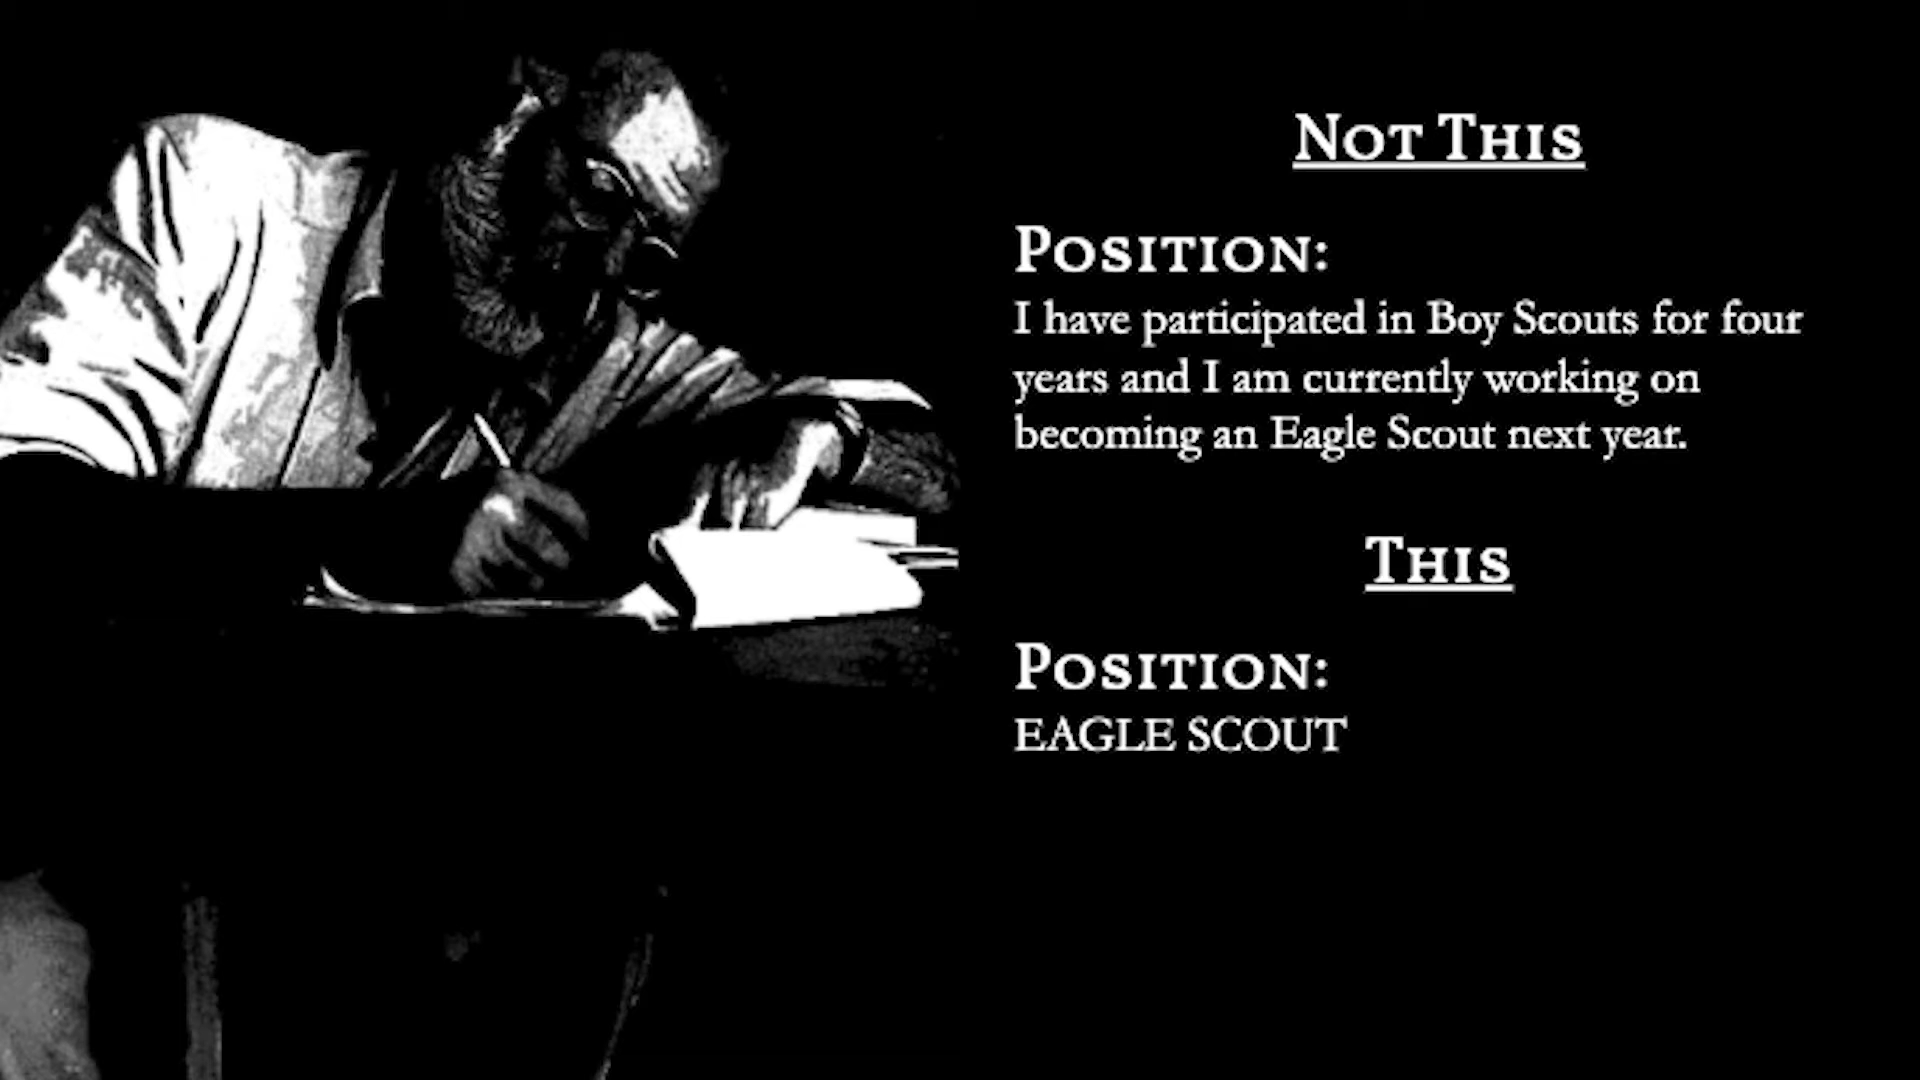 Not This
Position:
I have participated in Boy Scouts for four
years and I am currently working on
becoming an Eagle Scout next year.
This
Position:
EAGLE SCOUT